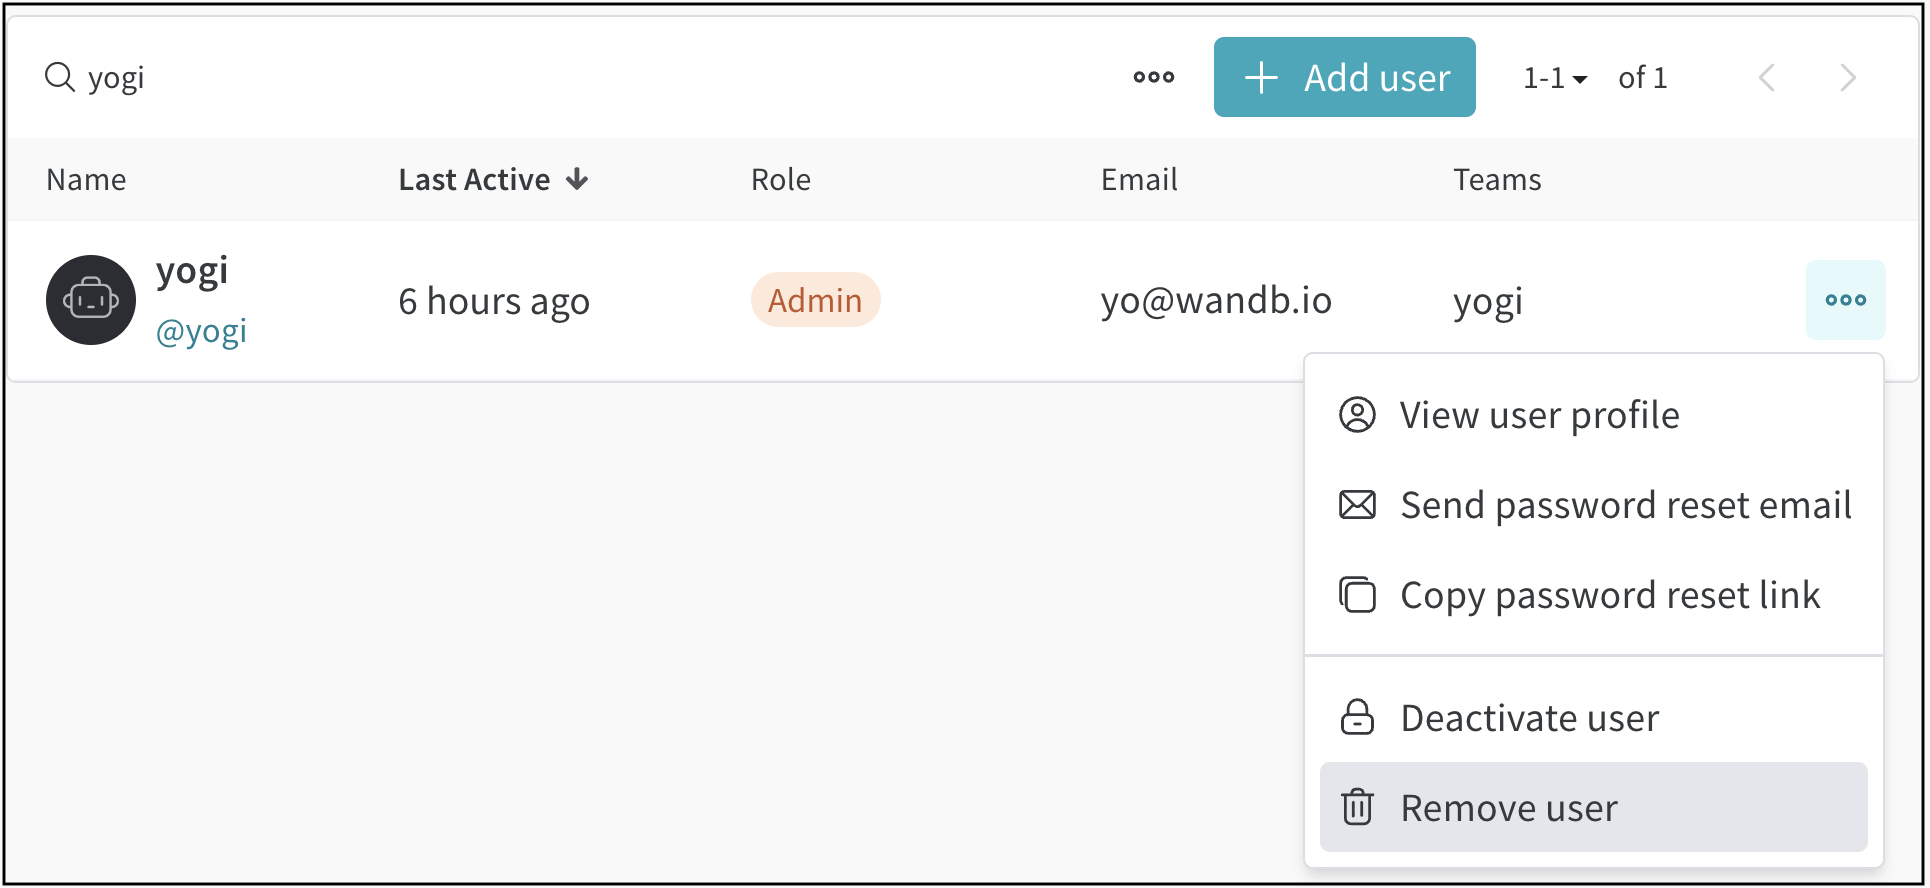 yogi
Add user
1-1 of 1
Name Last Active Role Email Teams
yogi
@yogi
6 hours ago Admin yo@wandb.io yogi
View user profile
Send password reset email
Copy password reset link
Deactivate user
Remove user